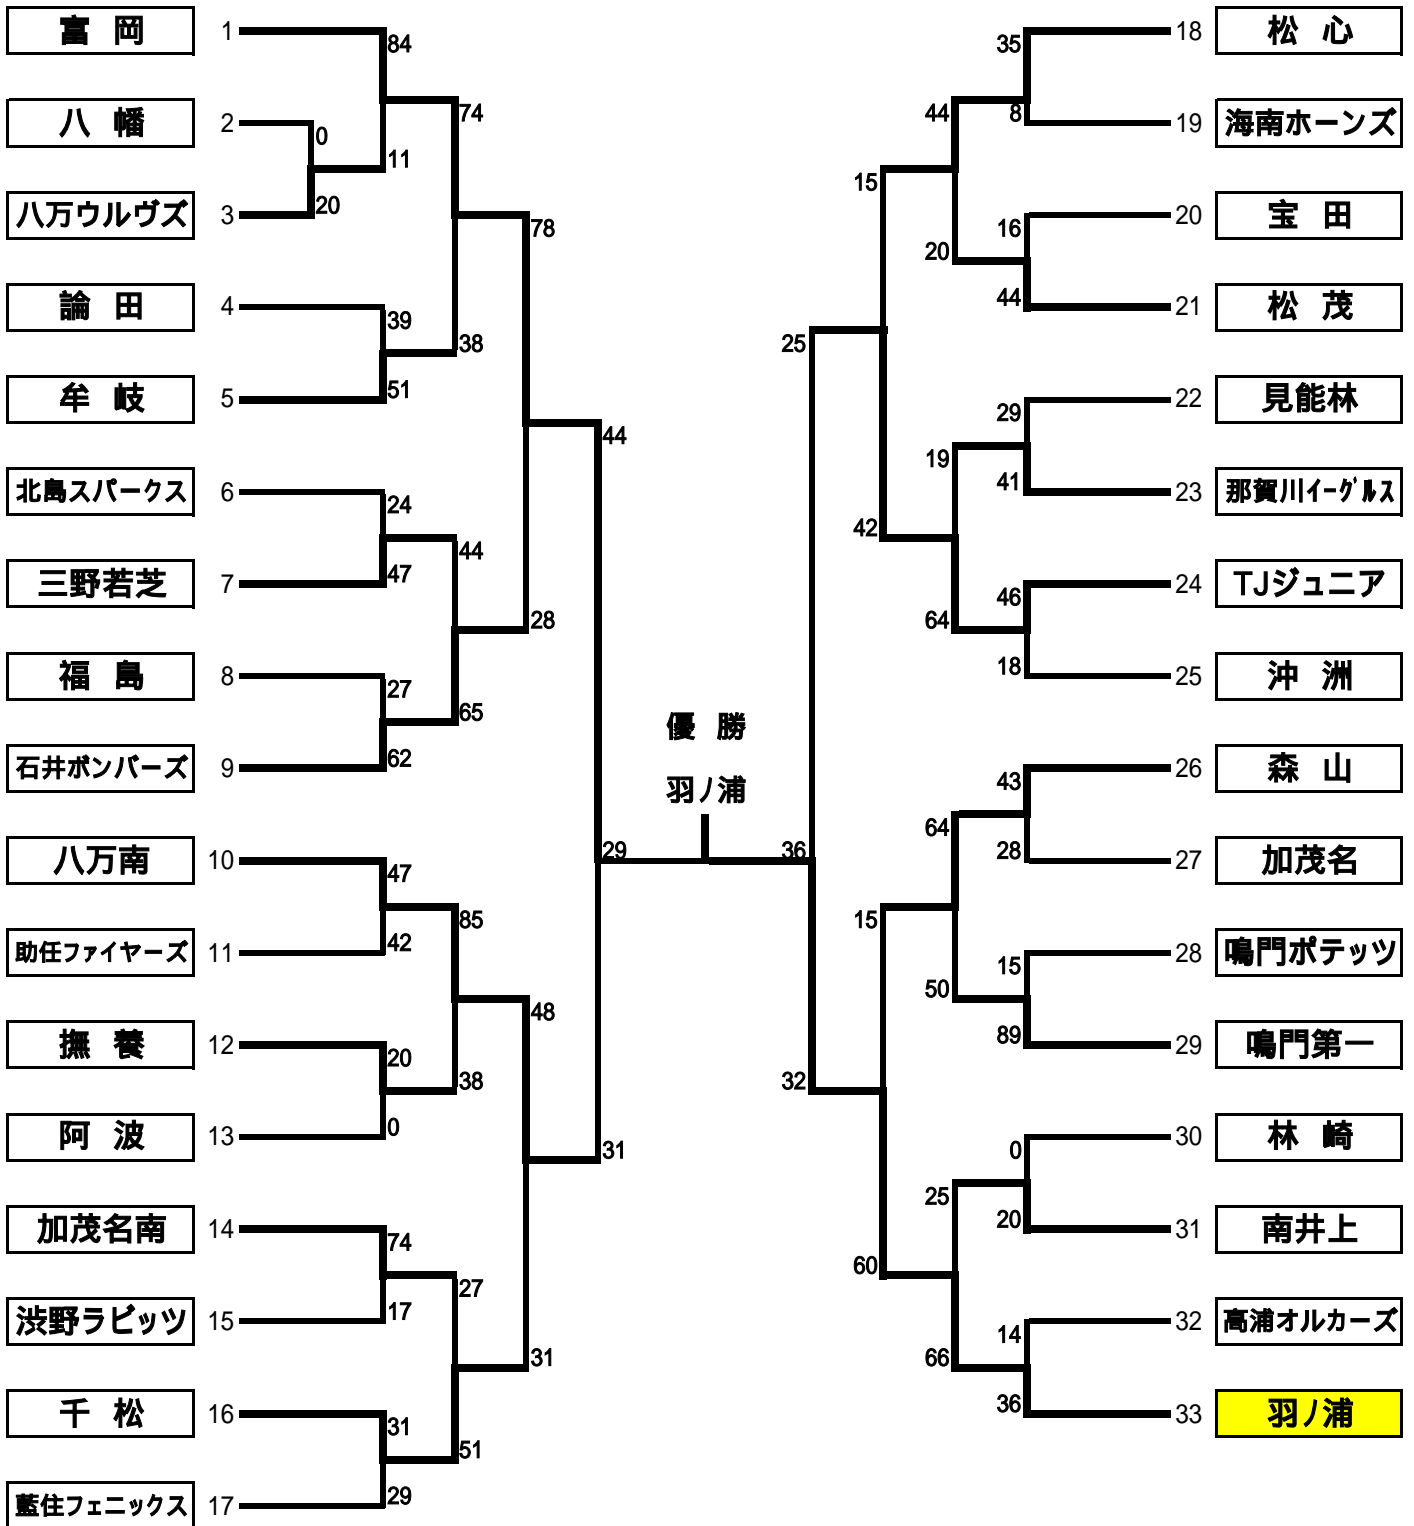 富 岡 1
84
八 幡 2
0
74
11
八万ウルヴズ 3
20
78
論 田 4
39
38
牟 岐 5
51
44
北島スパークス 6
24
44
三野若芝 7
47
28
福 島 8
27
65
石井ボンバーズ 9
62
八万南 10
47
29
85
助任ファイヤーズ 11
42
48
撫 養 12
20
38
阿 波 13
0
31
加茂名南 14
74
27
渋野ラビッツ 15
17
31
千 松 16
31
51
藍住フェニックス 17
29
優 勝
羽ノ浦
18 松 心
35
44
8
19 海南ホーンズ
15
20 宝 田
16
20
44
21 松 茂
25
22 見能林
29
19
41
23 那賀川イーグルス
42
24 TJジュニア
46
64
18
25 沖 洲
26 森 山
43
64
28
27 加茂名
36
15
28 鳴門ポテッツ
15
50
89
29 鳴門第一
32
30 林 崎
0
25
20
31 南井上
60
32 高浦オルカーズ
14
66
36
33 羽ノ浦